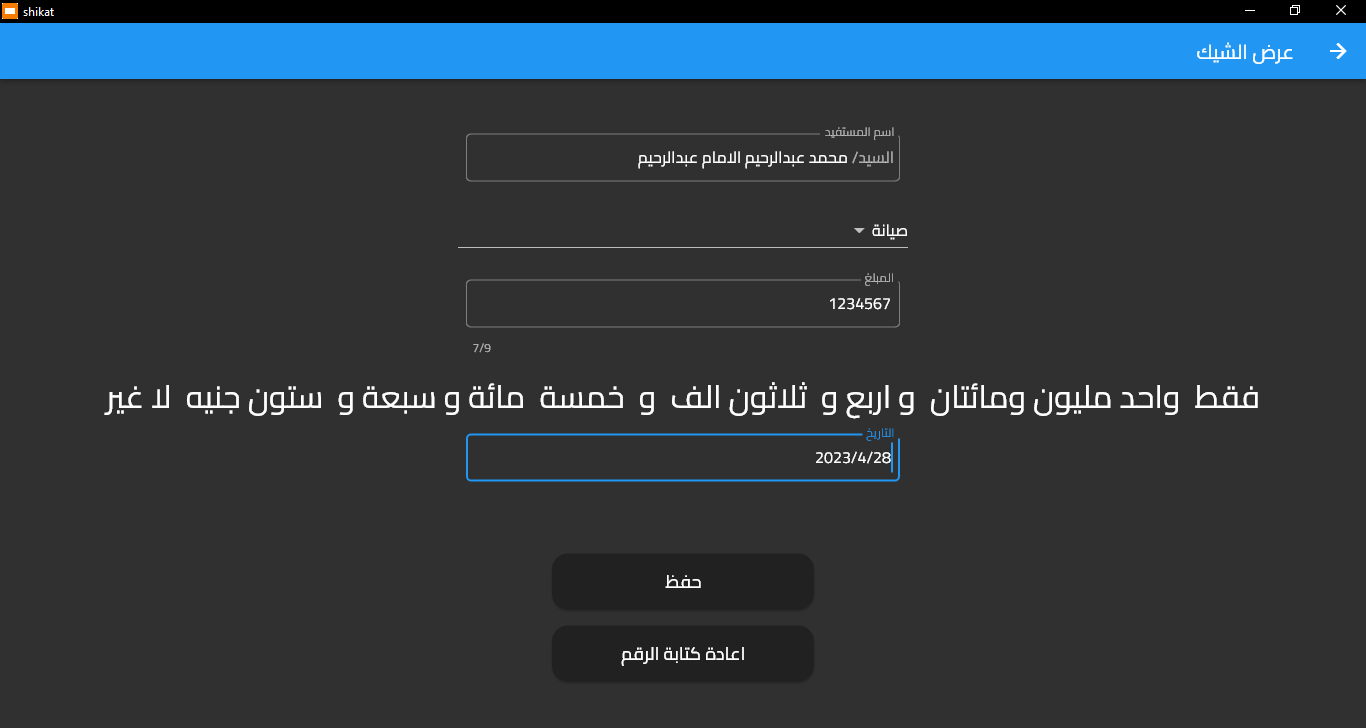 shikat
عرض الشيك
اسم المستفيد
السيد/ محمد عبدالرحيم الامام عبدالرحيم
صيانة
المبلغ
1234567
7/9
فقط واحد مليون ومائتان و اربع و ثلاثون الف و خمسة مائة و سبعة و ستون جنيه لا غير
التاريخ
2023/4/28
حفظ
اعادة كتابة الرقم